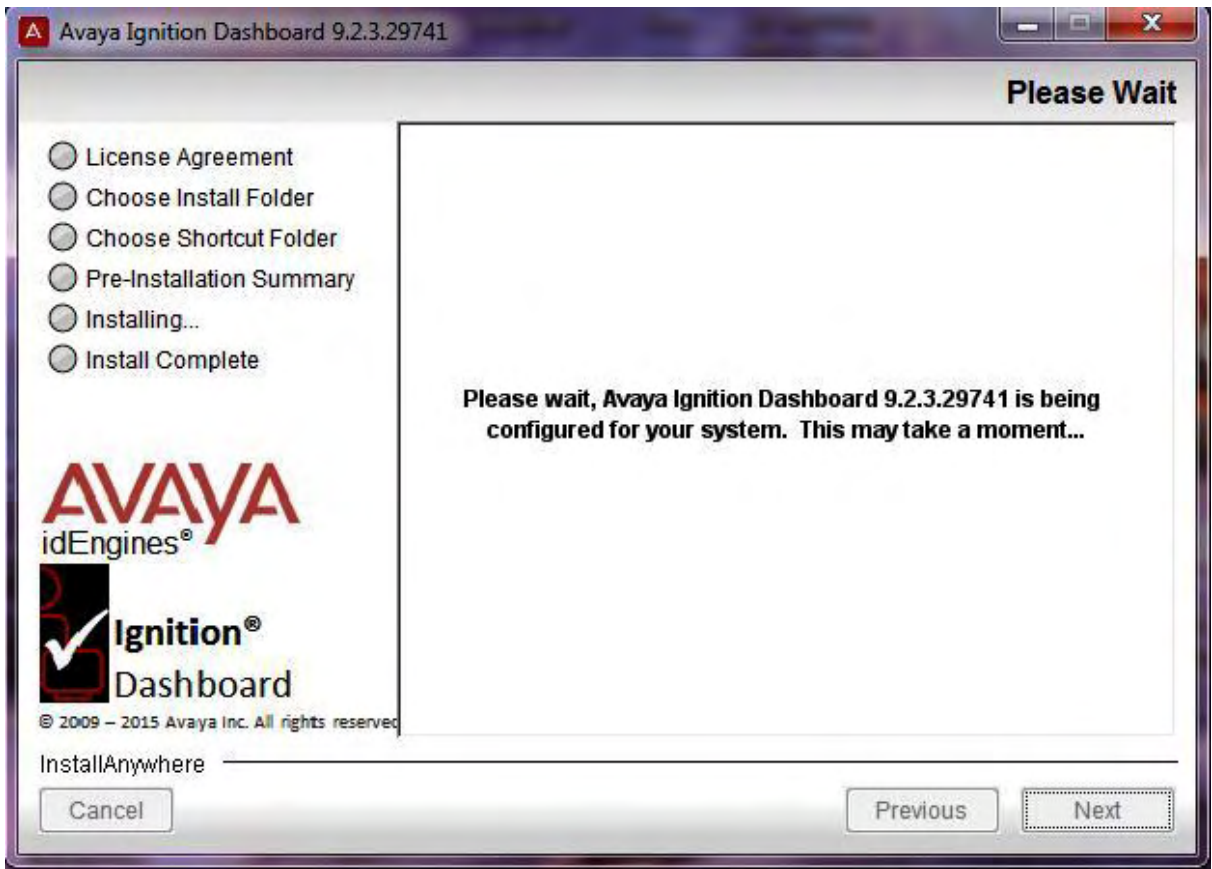 Avaya Ignition Dashboard 9.2.3.29741
Please Wait
License Agreement
Choose Install Folder
Choose Shortcut Folder
Pre-Installation Summary
Installing...
Install Complete
Please wait, Avaya Ignition Dashboard 9.2.3.29741 is being
configured for your system.  This may take a moment...
AVAYA
idEngines®
Ignition®
Dashboard
© 2009 – 2015 Avaya Inc. All rights reserved
InstallAnywhere
Cancel
Previous
Next